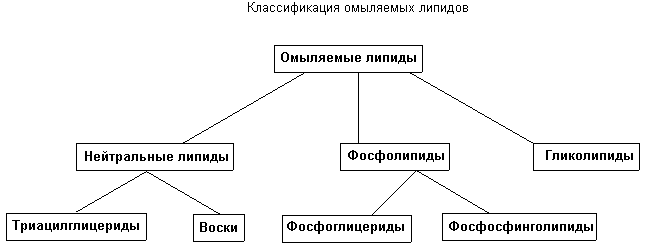 Классификация омыляемых липидов
Омыляемые липиды
Нейтральные липиды
Фосфолипиды
Гликолипиды
Триацилглицериды
Воски
Фосфоглицериды
Фосфосфинголипиды